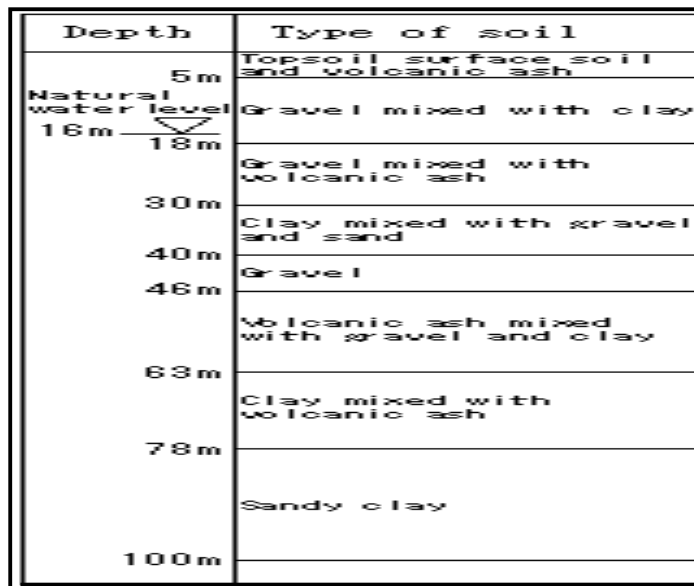 Depth
Type of soil
Topsoil surface soil
and volcanic ash
5m
Natural
water level
Gravel mixed with clay
16m
18m
Gravel mixed with
volcanic ash
30m
Clay mixed with gravel
and sand
40m
Gravel
46m
Volcanic ash mixed
with gravel and clay
63m
Clay mixed with
volcanic ash
78m
Sandy clay
100m